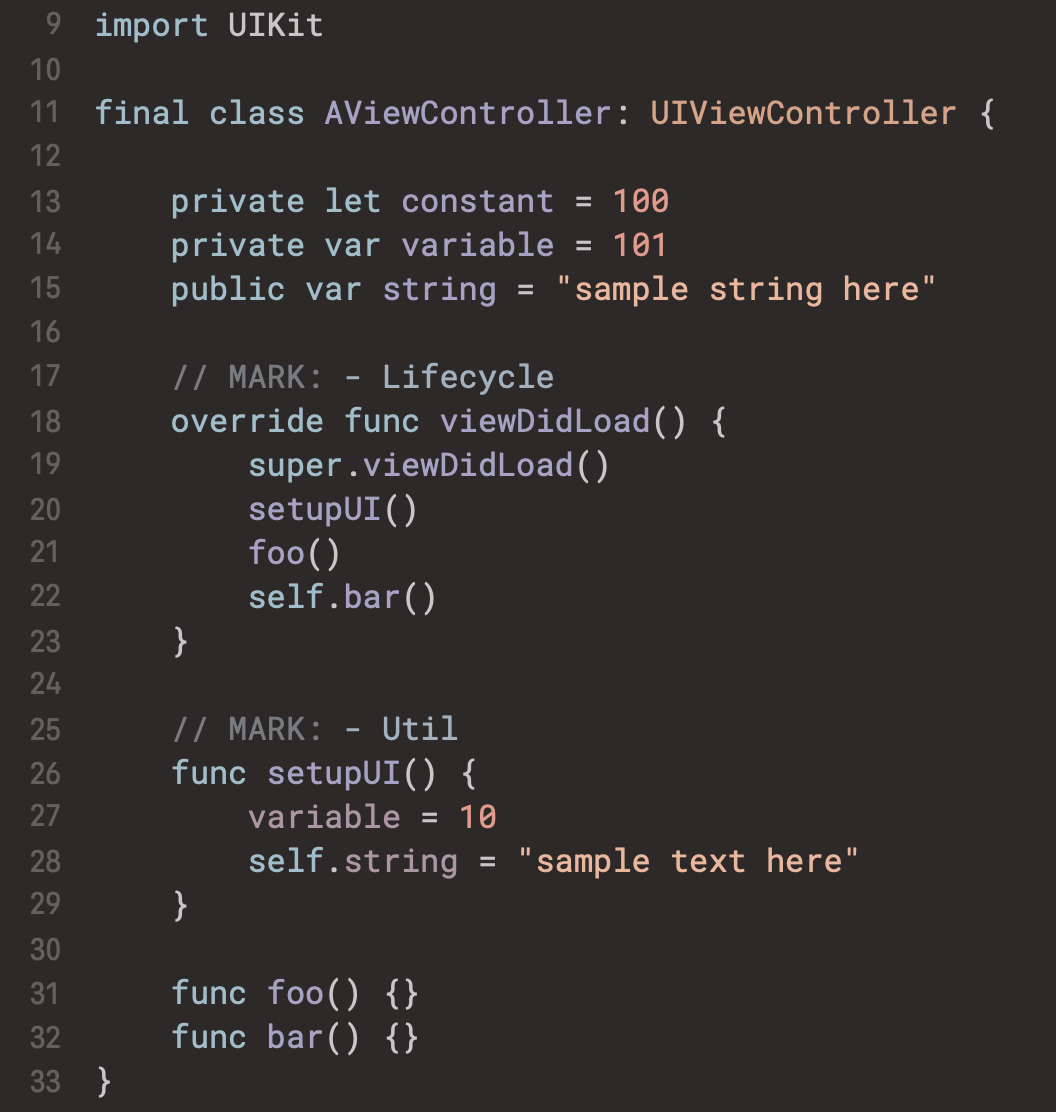 9 import UIKit
10
11 final class AViewController: UIViewController {
12
13     private let constant = 100
14     private var variable = 101
15     public var string = "sample string here"
16
17     // MARK: - Lifecycle
18     override func viewDidLoad() {
19         super.viewDidLoad()
20         setupUI()
21         foo()
22         self.bar()
23     }
24
25     // MARK: - Util
26     func setupUI() {
27         variable = 10
28         self.string = "sample text here"
29     }
30
31     func foo() {}
32     func bar() {}
33 }